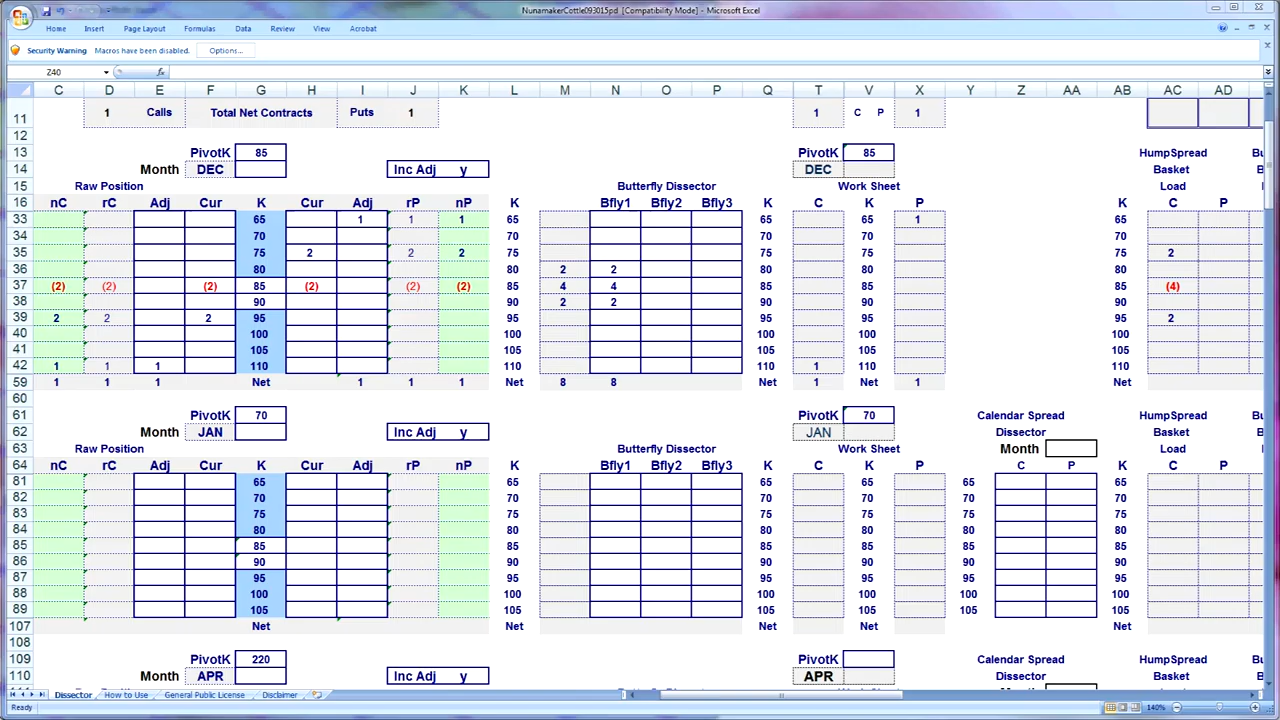 NunamakerCottle093015pd [Compatibility Mode] - Microsoft Excel
Home Insert Page Layout Formulas Data Review View Acrobat
Security Warning Macros have been disabled. Options...
Z40 fx
C D E F G H I J K L M N O P Q T U V X Y Z AA AB AC AD
11 1 Calls Total Net Contracts Puts 1 1 C P 1
12
13 PivotK 85 PivotK 85 HumpSpread
14 Month DEC Inc Adj y DEC Basket
15 Raw Position Butterfly Dissector Work Sheet Load
16 nC rC Adj Cur K Cur Adj rP nP K Bfly1 Bfly2 Bfly3 K C K P K C P
33 65 1 1 1 65 65 65 1 65
34 70 70 70 70 70
35 75 2 2 2 75 75 75 75 2
36 80 80 2 2 80 80 80
37 (2) (2) (2) 85 (2) (2) (2) 85 4 4 85 85 85 (4)
38 90 90 2 2 90 90 90
39 2 2 2 95 95 95 95 95 2
40 100 100 100 100 100
41 105 105 105 105 105
42 1 1 1 110 110 110 1 110 110
59 1 1 1 Net 1 1 1 Net 8 8 Net 1 Net 1 Net
60
61 PivotK 70 PivotK 70 Calendar Spread HumpSpread
62 Month JAN Inc Adj y JAN Dissector Basket
63 Raw Position Butterfly Dissector Work Sheet Month Load
64 nC rC Adj Cur K Cur Adj rP nP K Bfly1 Bfly2 Bfly3 K C K P C P K C P
81 65 65 65 65 65 65
82 70 70 70 70 70 70
83 75 75 75 75 75 75
84 80 80 80 80 80 80
85 85 85 85 85 85 85
86 90 90 90 90 90 90
87 95 95 95 95 95 95
88 100 100 100 100 100 100
89 105 105 105 105 105 105
107 Net Net Net Net Net
108
109 PivotK 220 PivotK Calendar Spread HumpSpread
110 Month APR Inc Adj y APR Dissector Basket
Dissector How to Use General Public License Disclaimer
Ready 140%